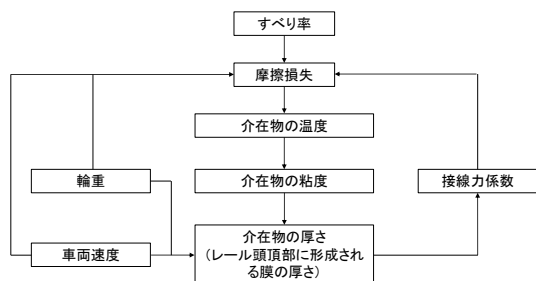 すべり率
摩擦損失
介在物の温度
輪重
介在物の粘度
接線力係数
車両速度
介在物の厚さ
（レール頭頂部に形成され
る膜の厚さ）